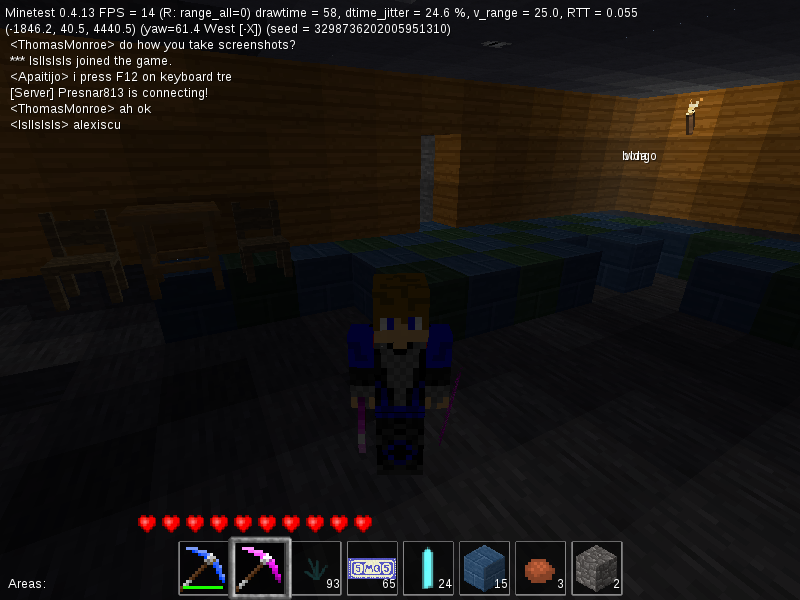 Minetest 0.4.13 FPS = 14 (R: range_all=0) drawtime = 58, dtime_jitter = 24.6 %, v_range = 25.0, RTT = 0.055
(-1846.2, 40.5, 4440.5) (yaw=61.4 West [-X]) (seed = 3298736202005951310)
<ThomasMonroe> do how you take screenshots?
*** lsllslsls joined the game.
<Apaitijo> i press F12 on keyboard tre
[Server] Presnar813 is connecting!
<ThomasMonroe> ah ok
<lsllslsls> alexiscu
Areas:
93
5 MG 5
65
24
15
3
2